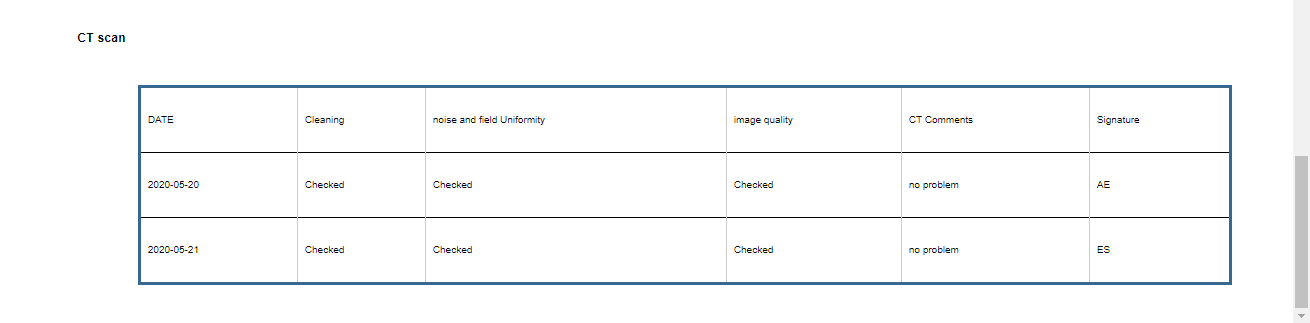 CT scan
DATE Cleaning noise and field Uniformity image quality CT Comments Signature
2020-05-20 Checked Checked Checked no problem AE
2020-05-21 Checked Checked Checked no problem ES